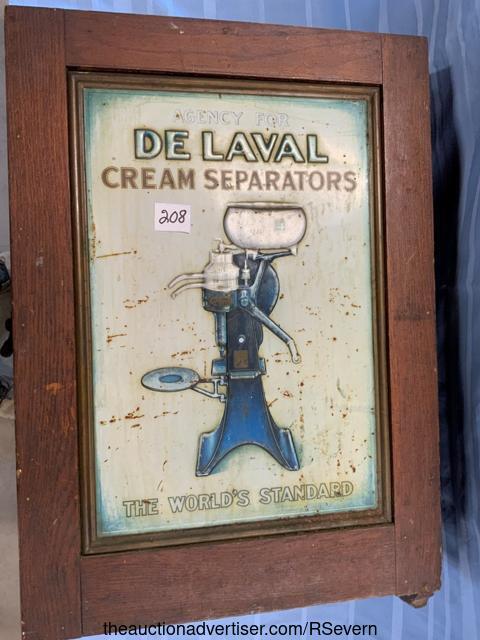 AGENCY FOR
DE LAVAL
CREAM SEPARATORS
208
THE WORLD'S STANDARD
theauctionadvertiser.com/RSevern